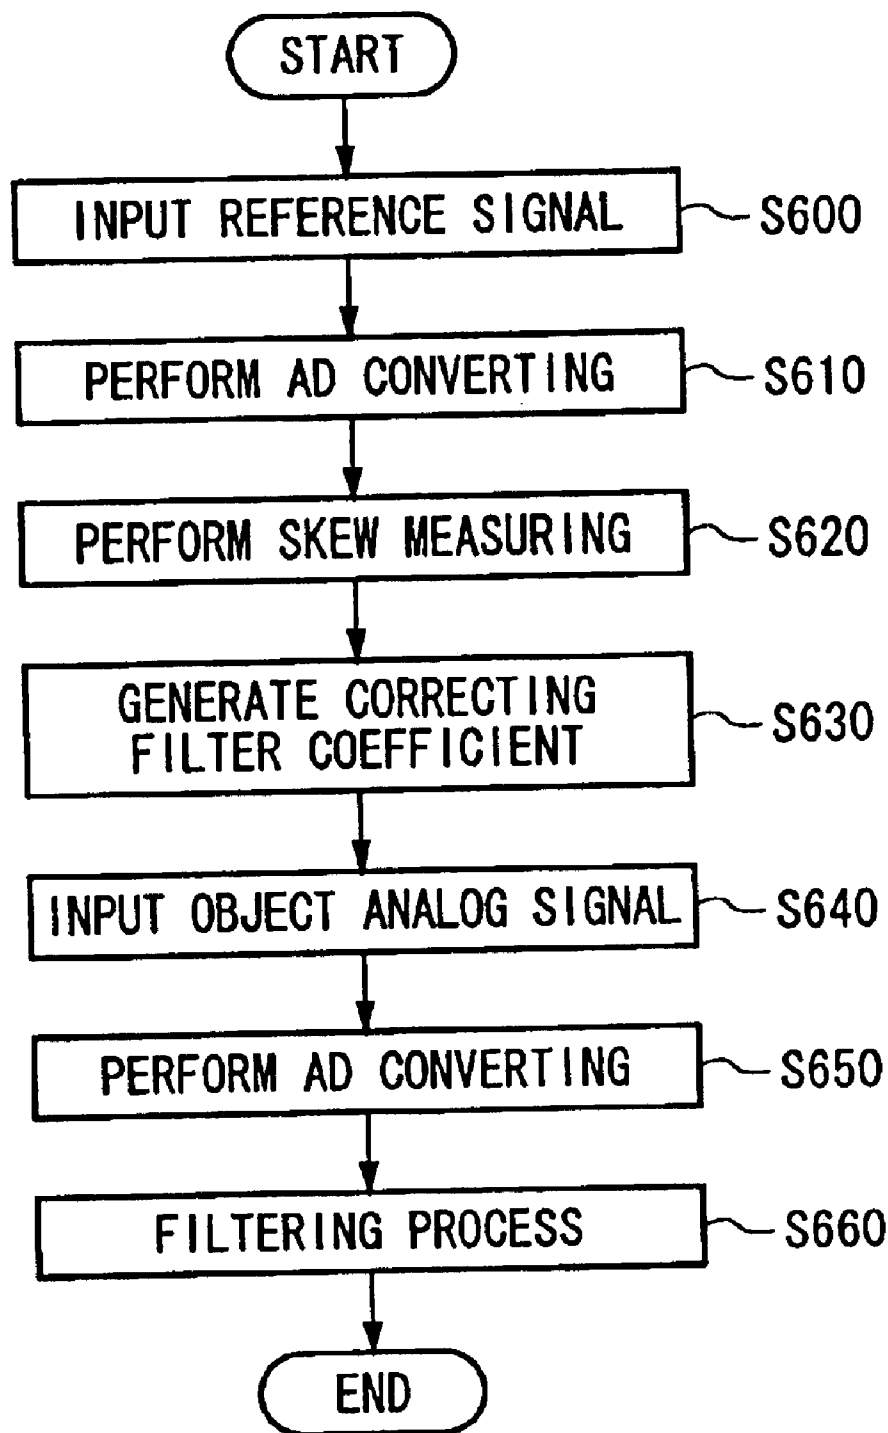 START
INPUT REFERENCE SIGNAL
S600
PERFORM AD CONVERTING
S610
PERFORM SKEW MEASURING
S620
GENERATE CORRECTING
FILTER COEFFICIENT
S630
INPUT OBJECT ANALOG SIGNAL
S640
PERFORM AD CONVERTING
S650
FILTERING PROCESS
S660
END